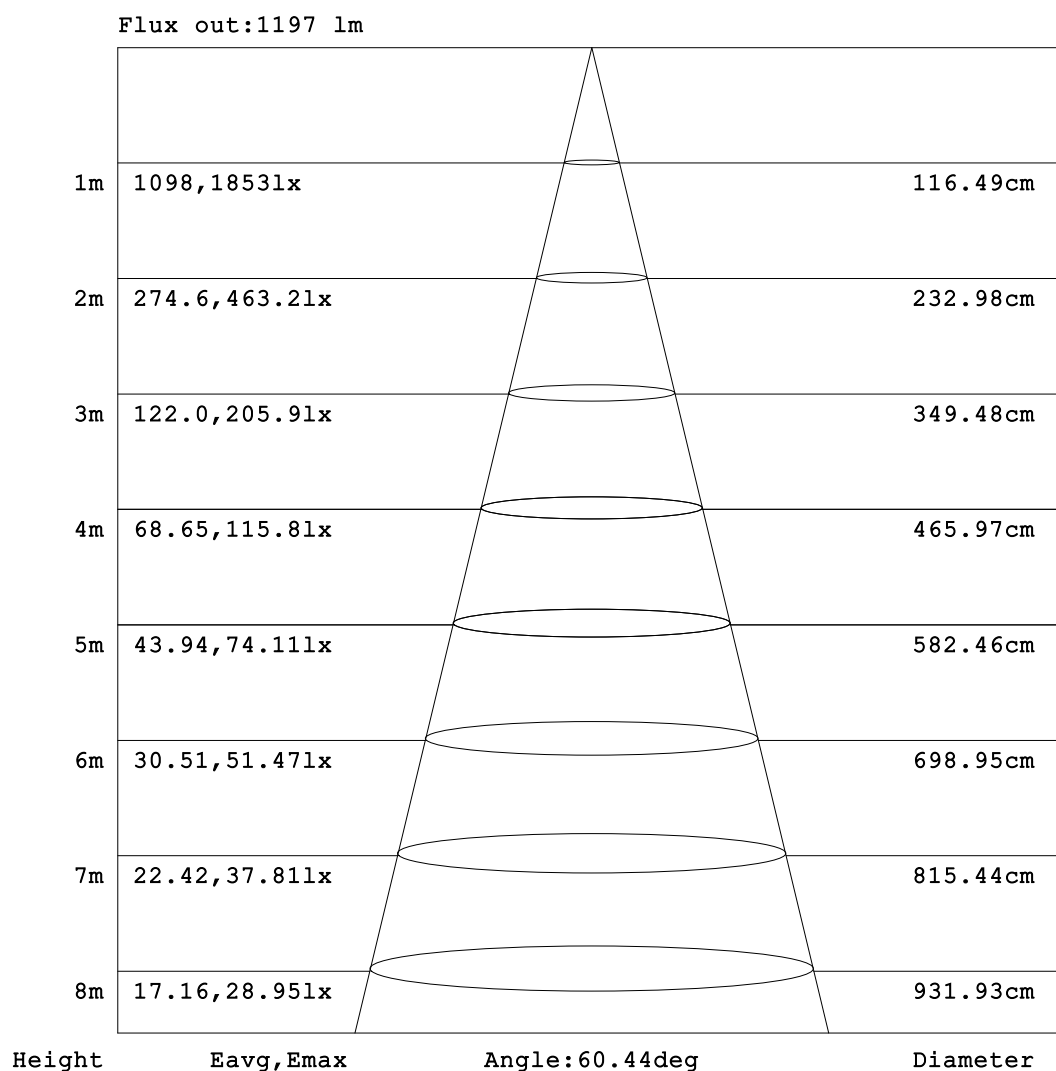 Flux out:1197 lm
1m 1098,1853lx 116.49cm
2m 274.6,463.2lx 232.98cm
3m 122.0,205.9lx 349.48cm
4m 68.65,115.8lx 465.97cm
5m 43.94,74.11lx 582.46cm
6m 30.51,51.47lx 698.95cm
7m 22.42,37.81lx 815.44cm
8m 17.16,28.95lx 931.93cm
Height Eavg,Emax Angle:60.44deg Diameter